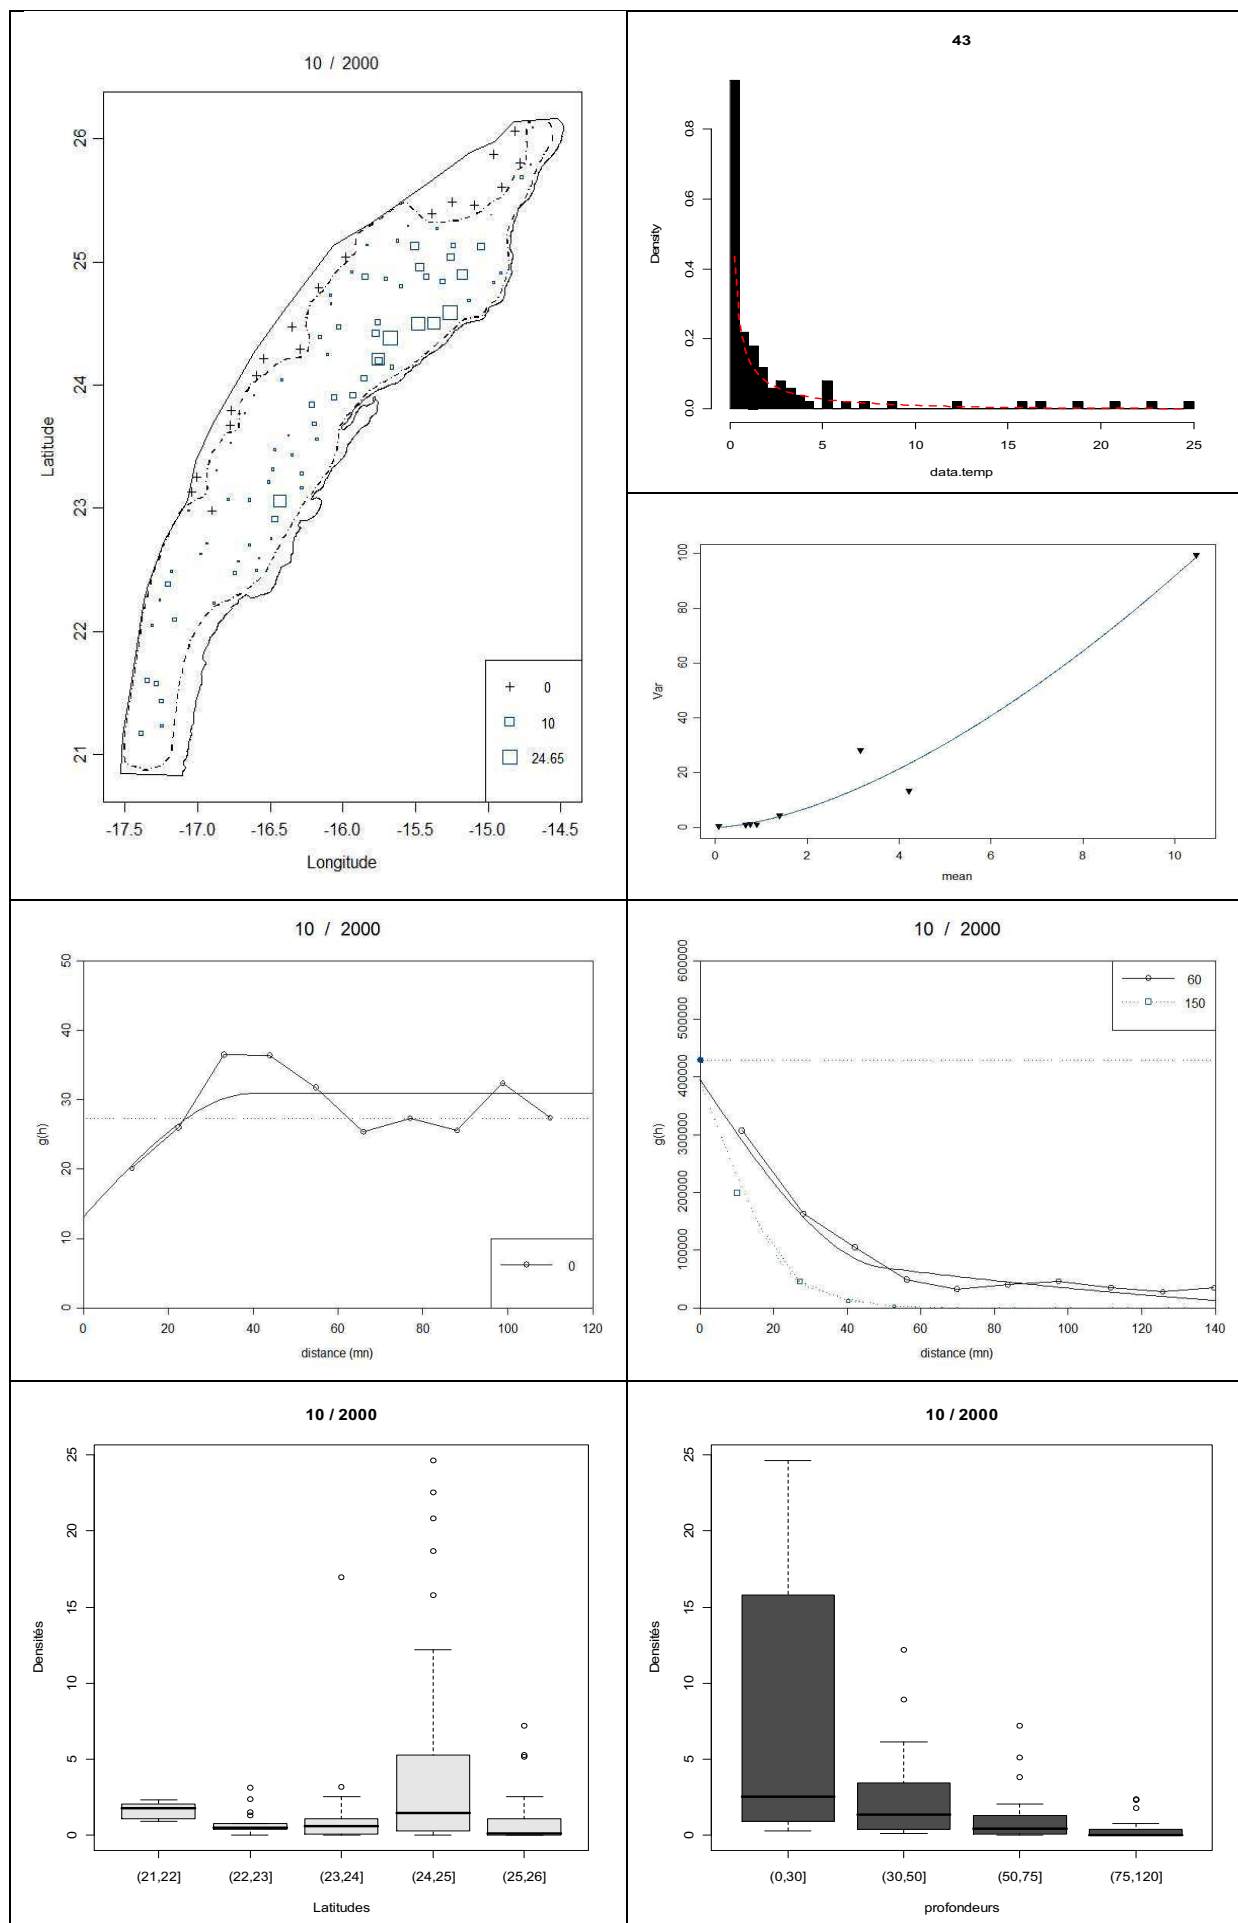 10 / 2000
26
25
24
23
22
21
Latitude
0
10
24.65
-17.5 -17.0 -16.5 -16.0 -15.5 -15.0 -14.5
Longitude
43
0.8
0.6
0.4
0.2
0.0
Density
0 5 10 15 20 25
data.temp
100
80
60
40
20
0
Var
0 2 4 6 8 10
mean
10 / 2000
50
40
30
20
10
0
g(h)
0
0 20 40 60 80 100 120
distance (mn)
10 / 2000
600000
500000
400000
300000
200000
100000
0
g(h)
60
150
0 20 40 60 80 100 120 140
distance (mn)
10 / 2000
25
20
15
10
5
0
Densités
(21,22] (22,23] (23,24] (24,25] (25,26]
Latitudes
10 / 2000
25
20
15
10
5
0
Densités
(0,30] (30,50] (50,75] (75,120]
profondeurs